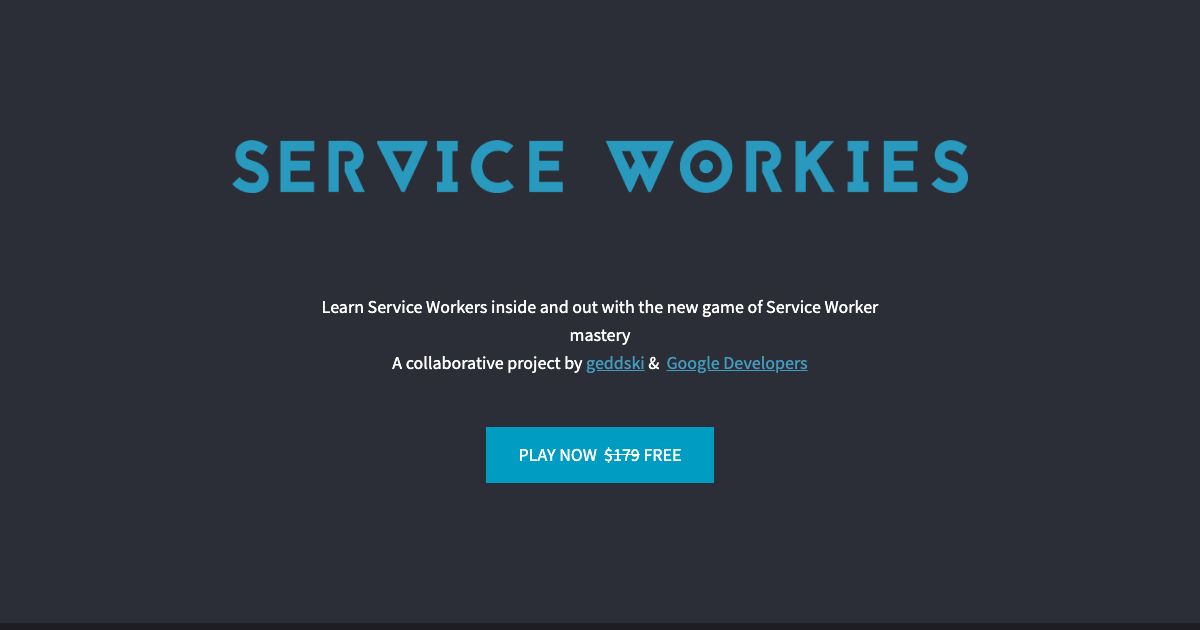 SERVICE WORKIES
Learn Service Workers inside and out with the new game of Service Worker
mastery
A collaborative project by geddski & Google Developers
PLAY NOW $179 FREE